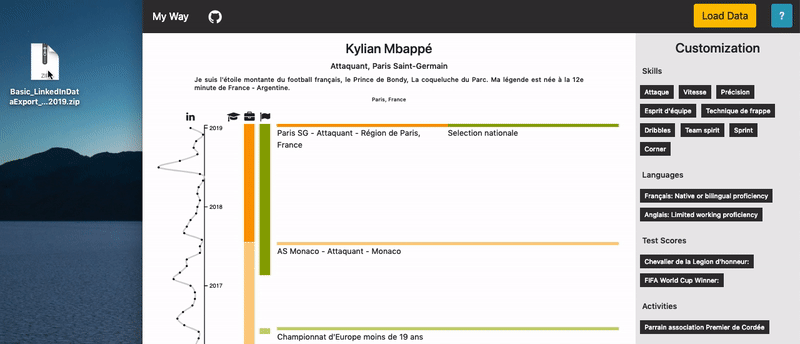 My Way
Load Data
?
ZIP
Basic_LinkedInDat
aExport_...2019.zip
Kylian Mbappé
Attaquant, Paris Saint-Germain
Je suis l'étoile montante du football français, le Prince de Bondy, La coqueluche du Parc. Ma légende est née à la 12e
minute de France - Argentine.
Paris, France
in
2019
Paris SG - Attaquant - Région de Paris,
France
Selection nationale
2018
AS Monaco - Attaquant - Monaco
2017
Championnat d'Europe moins de 19 ans
Customization
Skills
Attaque
Vitesse
Précision
Esprit d'équipe
Technique de frappe
Dribbles
Team spirit
Sprint
Corner
Languages
Français: Native or bilingual proficiency
Anglais: Limited working proficiency
Test Scores
Chevalier de la Legion d'honneur:
FIFA World Cup Winner:
Activities
Parrain association Premier de Cordée